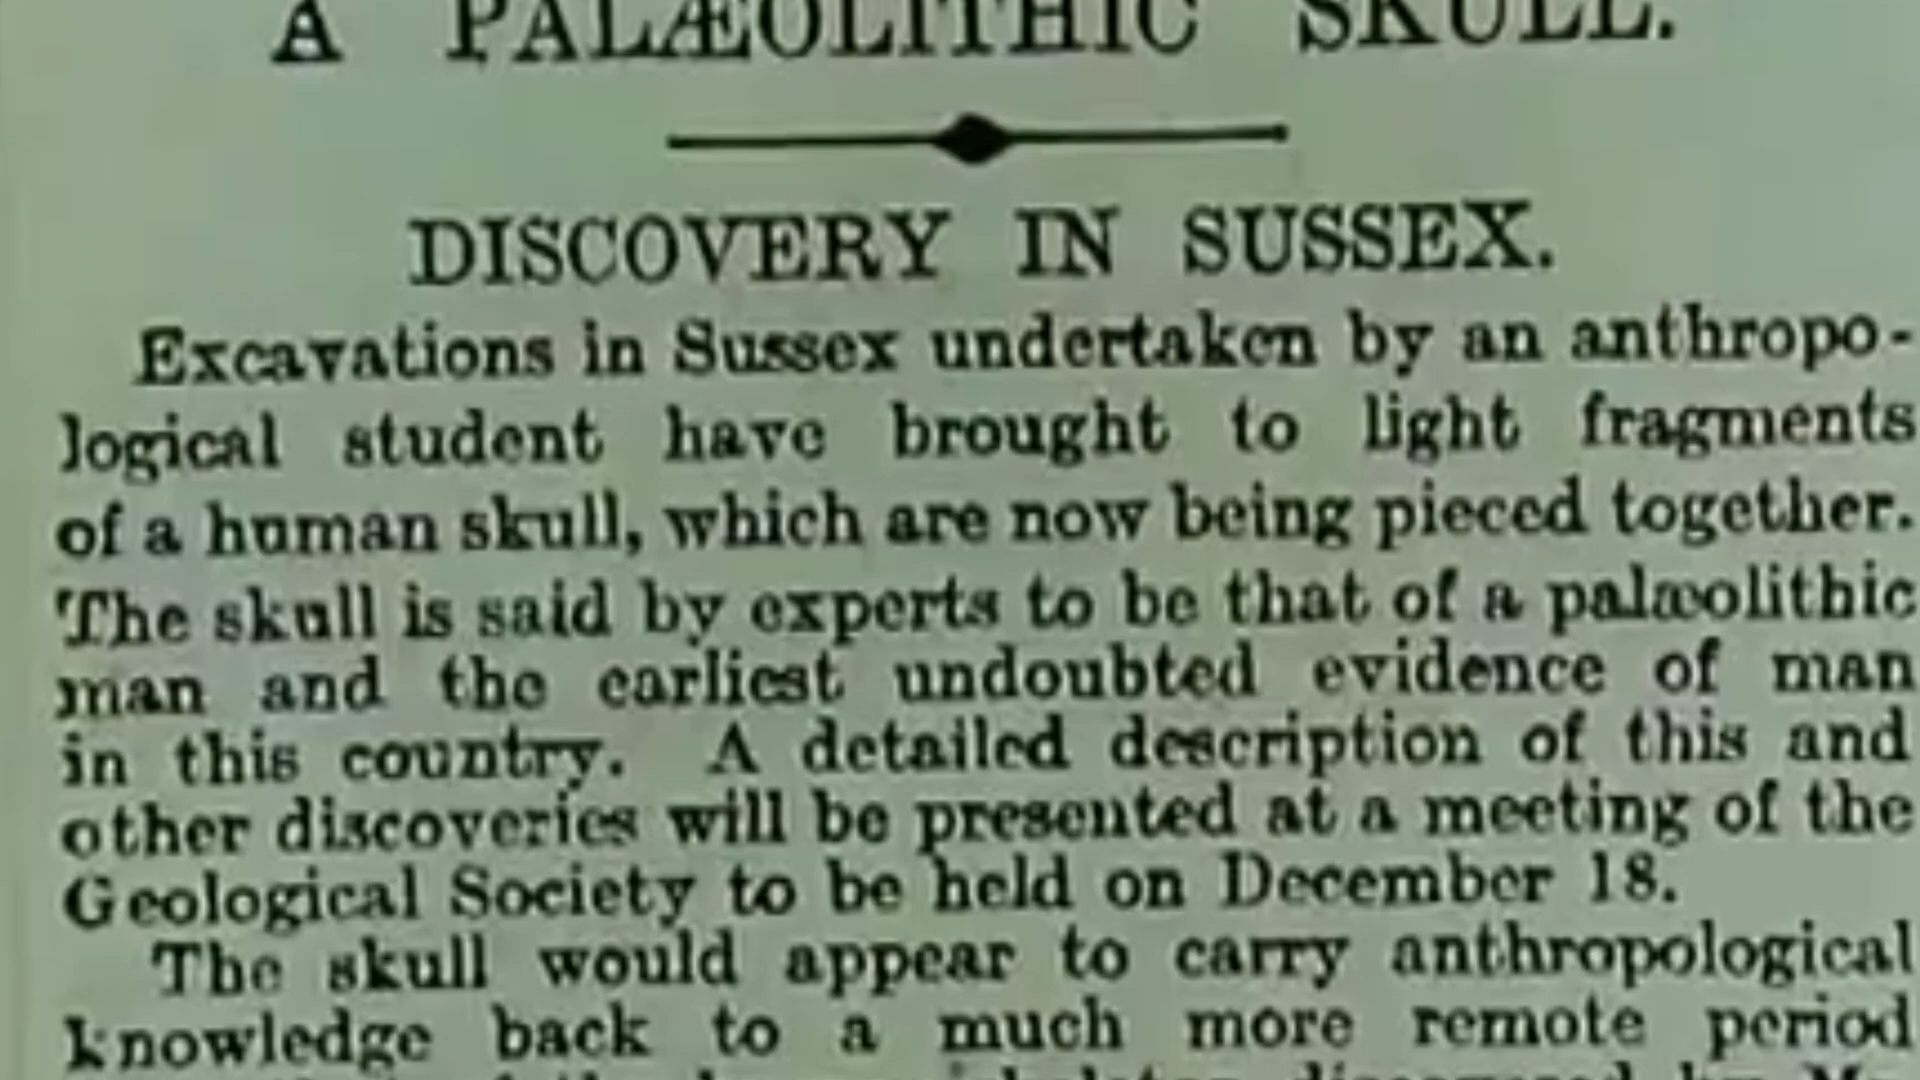 A PALÆOLITHIC SKULL.
DISCOVERY IN SUSSEX.
Excavations in Sussex undertaken by an anthropo-
logical student have brought to light fragments
of a human skull, which are now being pieced together.
The skull is said by experts to be that of a palæolithic
man and the earliest undoubted evidence of man
in this country. A detailed description of this and
other discoveries will be presented at a meeting of the
Geological Society to be held on December 18.
The skull would appear to carry anthropological
knowledge back to a much more remote period